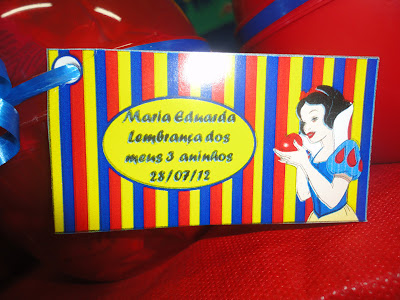 Maria Eduarda
Lembrança dos
meus 3 aninhos
28/07/12